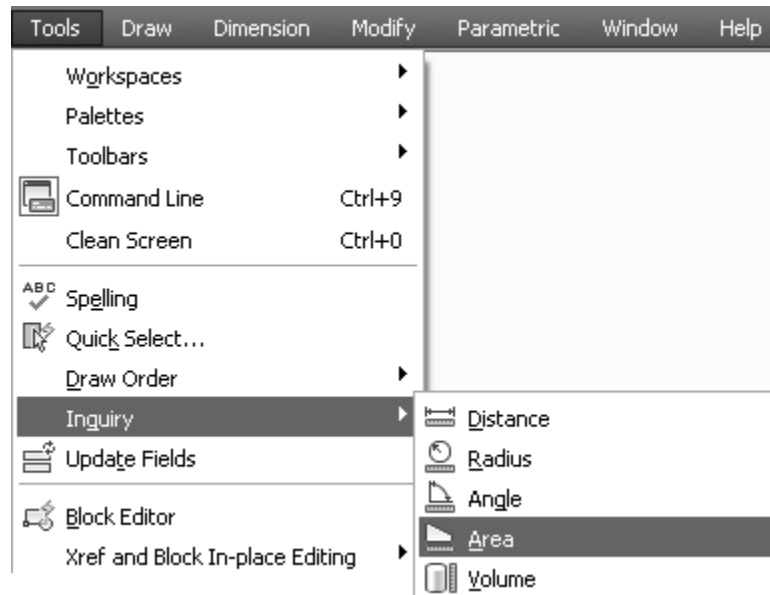 Tools Draw Dimension Modify Parametric Window Help
Workspaces
Palettes
Toolbars
Command Line Ctrl+9
Clean Screen Ctrl+0
ABC Spelling
Quick Select...
Draw Order
Inquiry
Distance
Update Fields
Radius
Angle
Block Editor
Area
Xref and Block In-place Editing
Volume